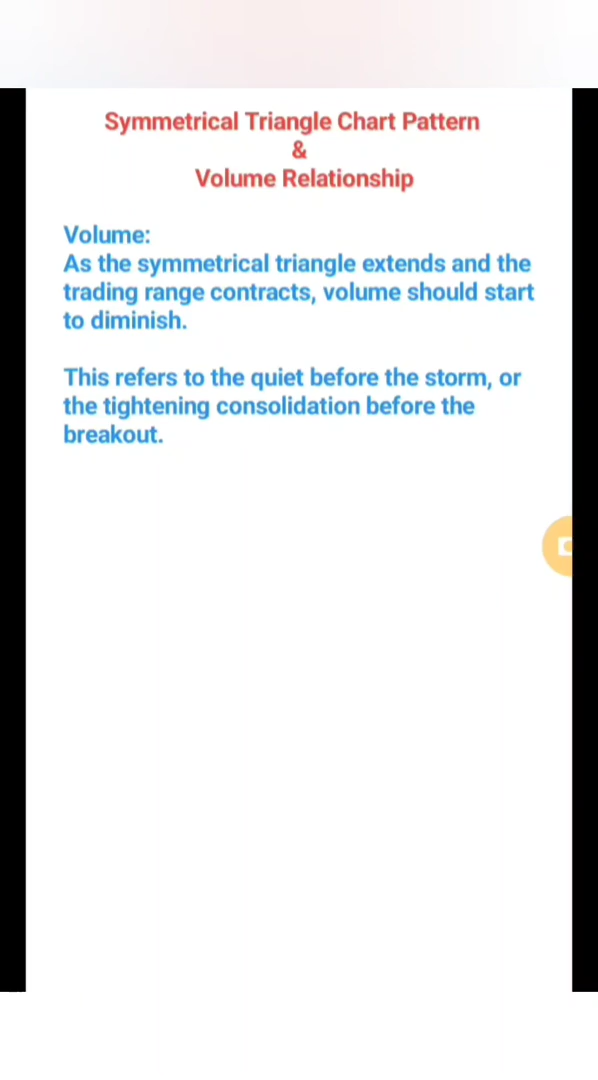 Symmetrical Triangle Chart Pattern
&
Volume Relationship
Volume:
As the symmetrical triangle extends and the
trading range contracts, volume should start
to diminish.
This refers to the quiet before the storm, or
the tightening consolidation before the
breakout.